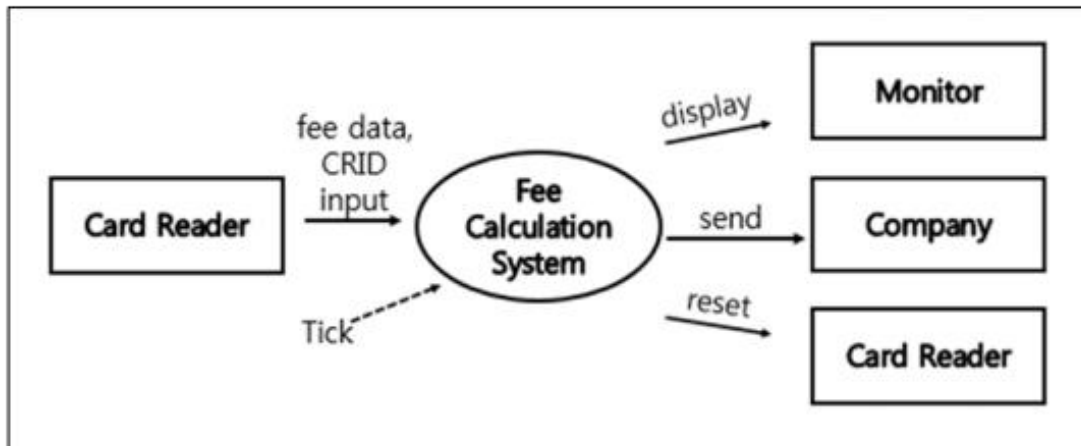 Card Reader
fee data,
CRID
input
Tick
Fee
Calculation
System
display
send
reset
Monitor
Company
Card Reader